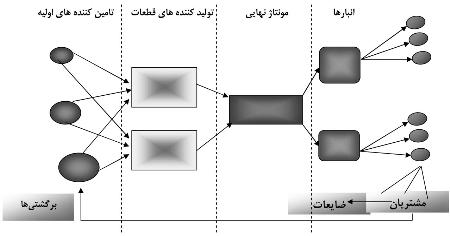 تامین کننده های اولیه
تولید کننده های قطعات
مونتاژ نهایی
انبارها
برگشتی‌ها
ضایعات
مشتریان